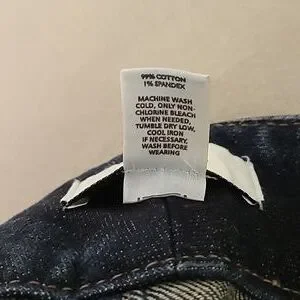 99% COTTON
1% SPANDEX
MACHINE WASH
COLD, ONLY NON-
CHLORINE BLEACH
WHEN NEEDED,
TUMBLE DRY LOW,
COOL IRON
IF NECESSARY,
WASH BEFORE
WEARING